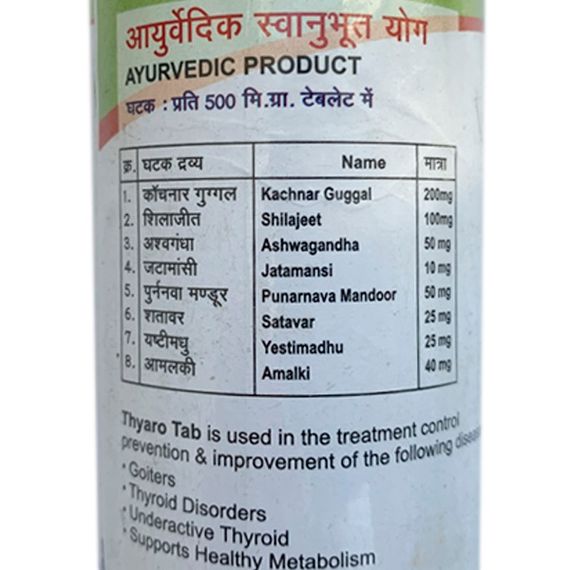 आयुर्वेदिक स्वानुभूत योग
AYURVEDIC PRODUCT
घटक : प्रति 500 मि.ग्रा. टेबलेट में
क्र. घटक द्रव्य Name मात्रा
1. काँचनार गुग्गल Kachnar Guggal 200mg
2. शिलाजीत Shilajeet 100mg
3. अश्वगंधा Ashwagandha 50 mg
4. जटामांसी Jatamansi 10 mg
5. पुर्ननवा मण्डूर Punarnava Mandoor 50 mg
6. शतावर Satavar 25 mg
7. यष्टीमधु Yestimadhu 25 mg
8. आमलकी Amalki 40 mg
Thyaro Tab is used in the treatment control
prevention & improvement of the following
• Goiters
• Thyroid Disorders
• Underactive Thyroid
• Supports Healthy Metabolism